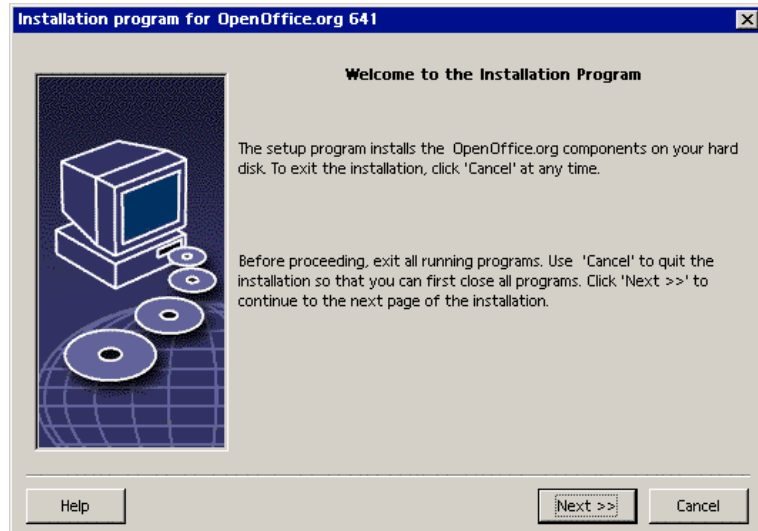 Installation program for OpenOffice.org 641
Welcome to the Installation Program
The setup program installs the OpenOffice.org components on your hard
disk. To exit the installation, click 'Cancel' at any time.
Before proceeding, exit all running programs. Use 'Cancel' to quit the
installation so that you can first close all programs. Click 'Next >>' to
continue to the next page of the installation.
Help
Next >>
Cancel